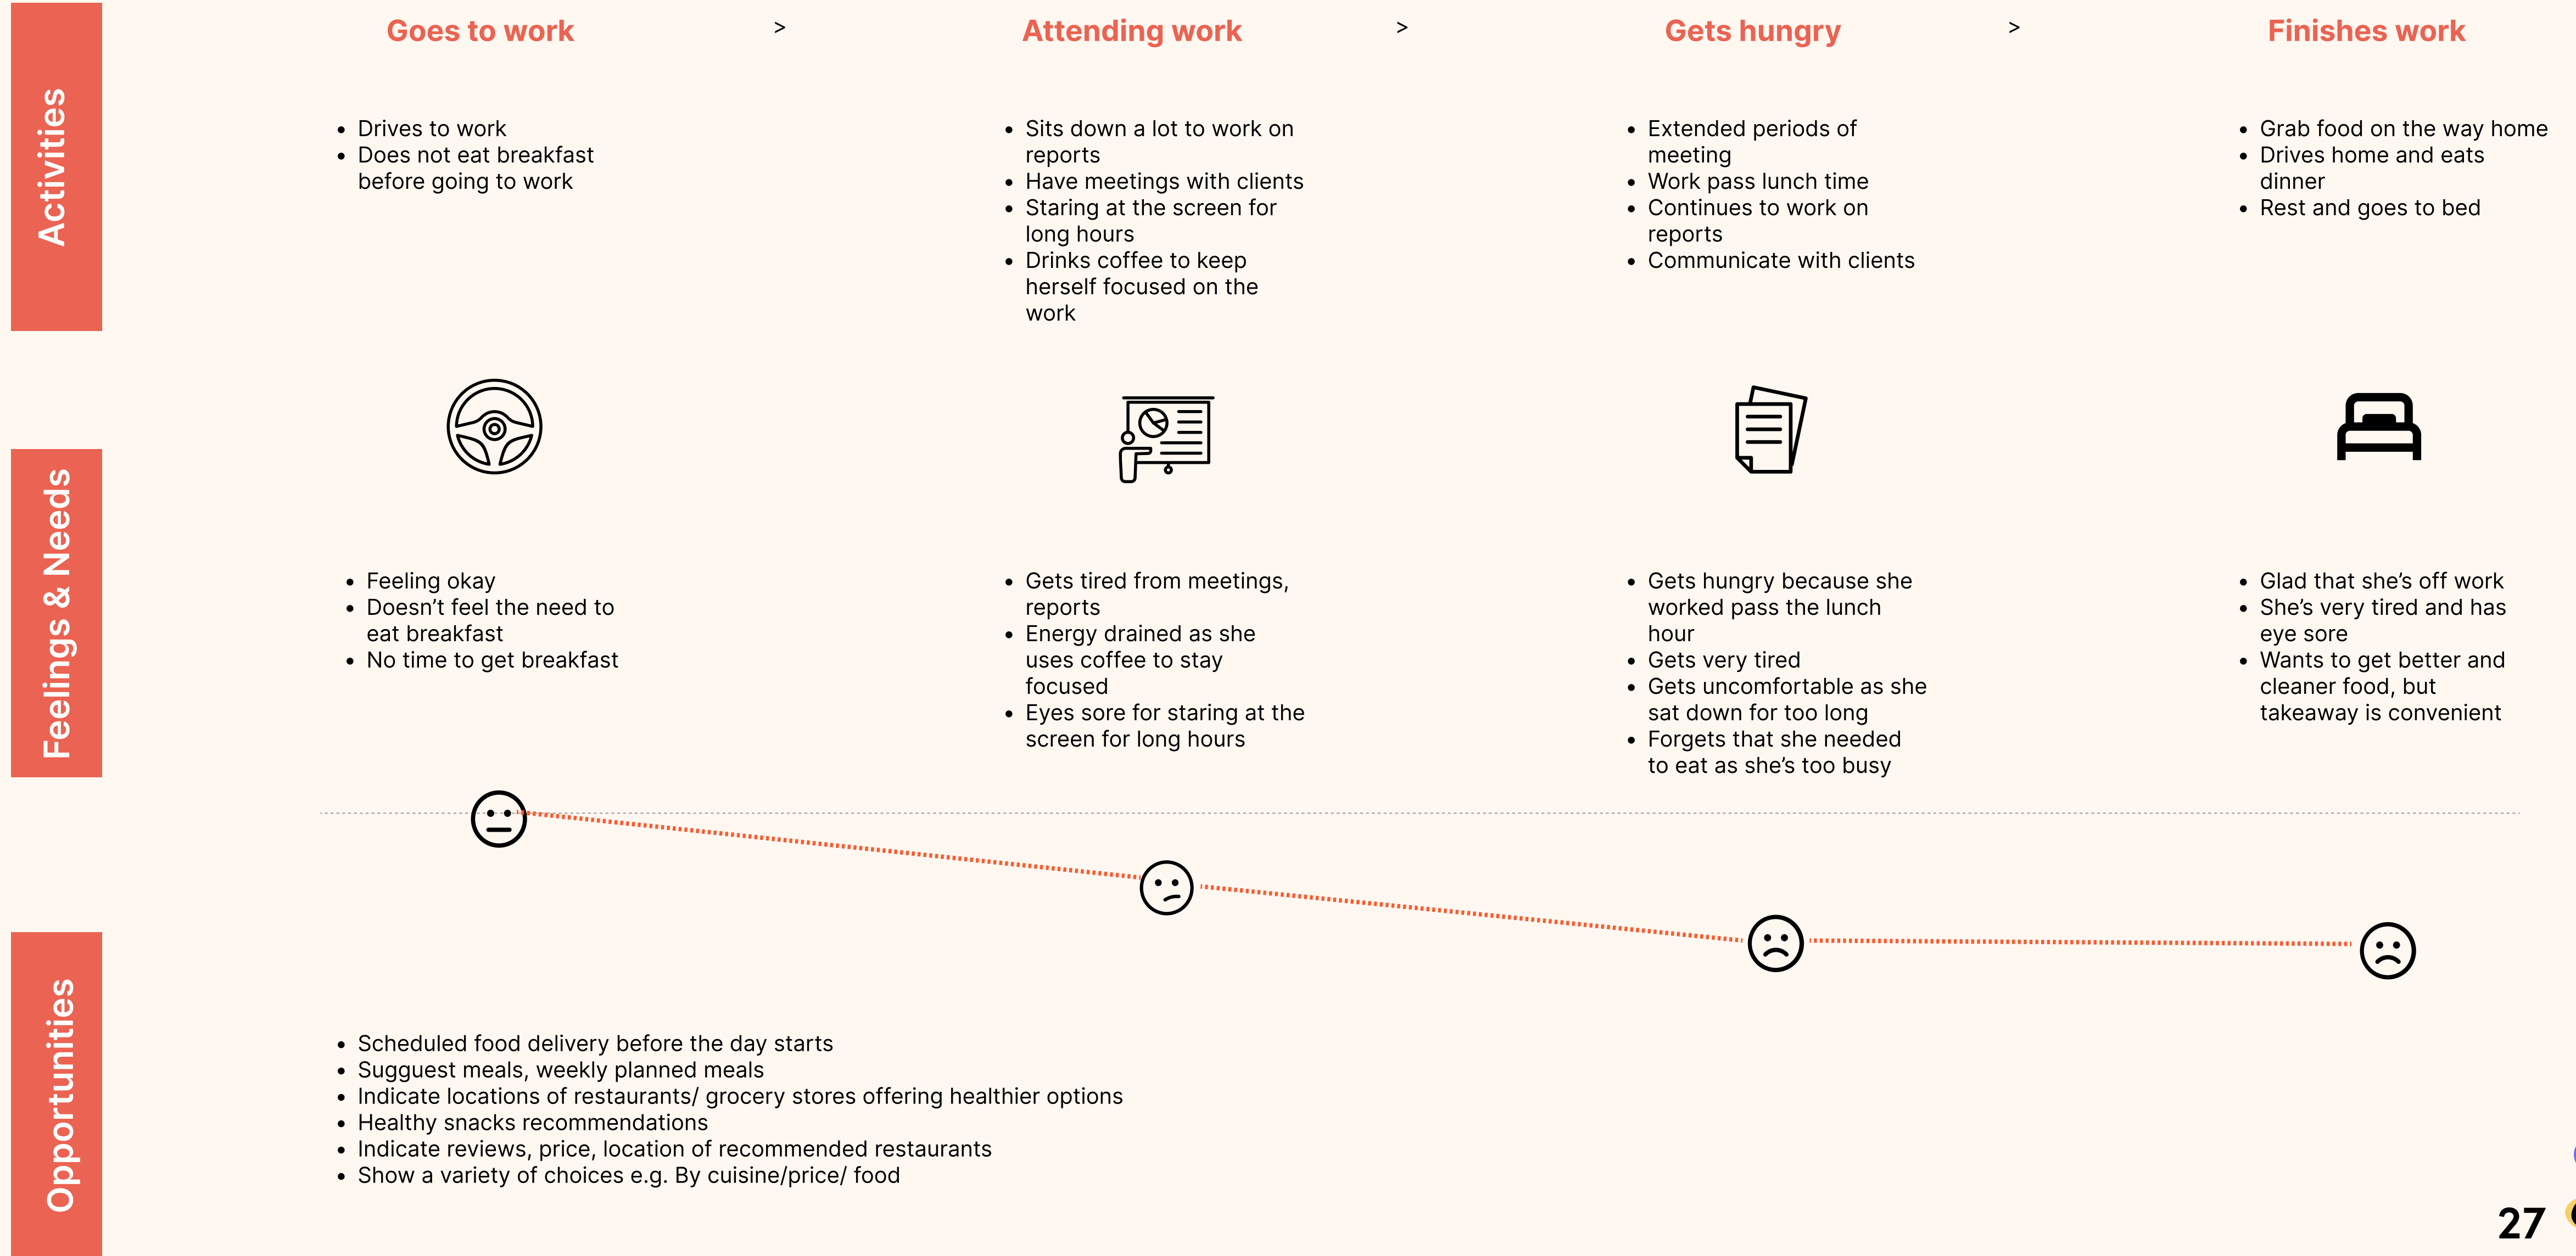 Activities
Goes to work
>
Attending work
>
Gets hungry
>
Finishes work
• Drives to work
• Does not eat breakfast
before going to work
• Sits down a lot to work on
reports
• Have meetings with clients
• Staring at the screen for
long hours
• Drinks coffee to keep
herself focused on the
work
• Extended periods of
meeting
• Work pass lunch time
• Continues to work on
reports
• Communicate with clients
• Grab food on the way home
• Drives home and eats
dinner
• Rest and goes to bed
Feelings & Needs
• Feeling okay
• Doesn’t feel the need to
eat breakfast
• No time to get breakfast
• Gets tired from meetings,
reports
• Energy drained as she
uses coffee to stay
focused
• Eyes sore for staring at the
screen for long hours
• Gets hungry because she
worked pass the lunch
hour
• Gets very tired
• Gets uncomfortable as she
sat down for too long
• Forgets that she needed
to eat as she’s too busy
• Glad that she’s off work
• She’s very tired and has
eye sore
• Wants to get better and
cleaner food, but
takeaway is convenient
Opportunities
• Scheduled food delivery before the day starts
• Sugguest meals, weekly planned meals
• Indicate locations of restaurants/ grocery stores offering healthier options
• Healthy snacks recommendations
• Indicate reviews, price, location of recommended restaurants
• Show a variety of choices e.g. By cuisine/price/ food
27